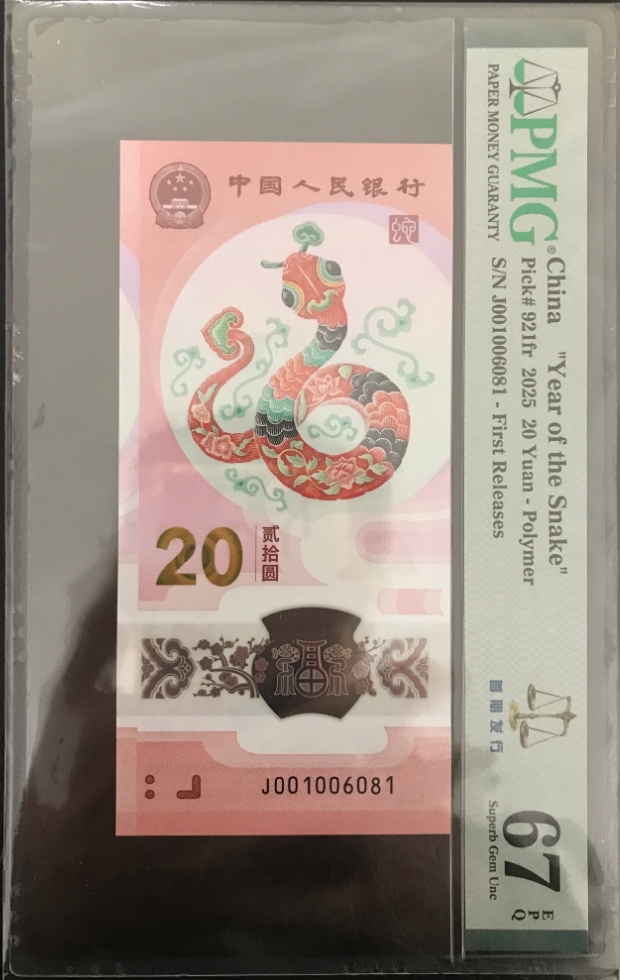 中国人民银行
蛇
20
贰拾圆
福
J001006081
PMG®
PAPER MONEY GUARANTY
China "Year of the Snake"
Pick# 921fr 2025 20 Yuan - Polymer
S/N J001006081 - First Releases
首期发行
67 EPQ
Superb Gem Unc